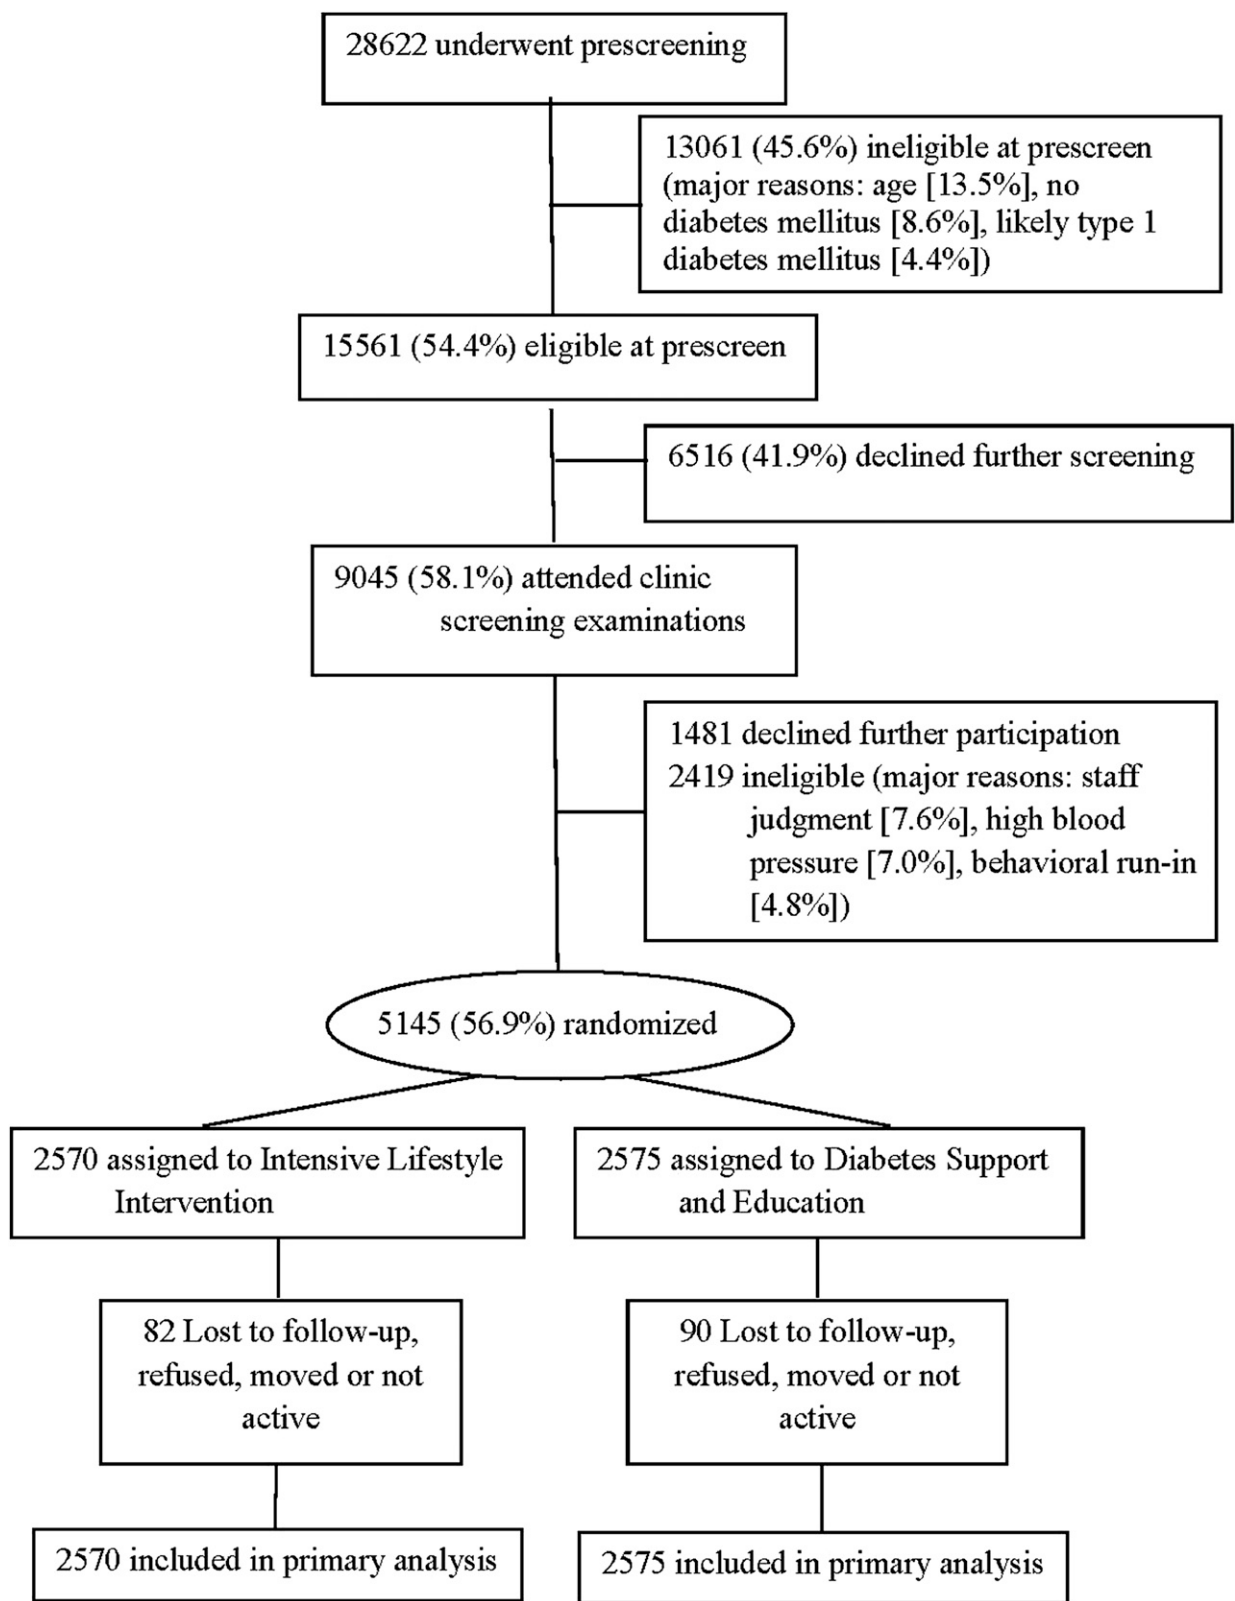 28622 underwent prescreening
13061 (45.6%) ineligible at prescreen
(major reasons: age [13.5%], no
diabetes mellitus [8.6%], likely type 1
diabetes mellitus [4.4%])
15561 (54.4%) eligible at prescreen
6516 (41.9%) declined further screening
9045 (58.1%) attended clinic
screening examinations
1481 declined further participation
2419 ineligible (major reasons: staff
judgment [7.6%], high blood
pressure [7.0%], behavioral run-in
[4.8%])
5145 (56.9%) randomized
2570 assigned to Intensive Lifestyle
Intervention
2575 assigned to Diabetes Support
and Education
82 Lost to follow-up,
refused, moved or not
active
90 Lost to follow-up,
refused, moved or not
active
2570 included in primary analysis
2575 included in primary analysis